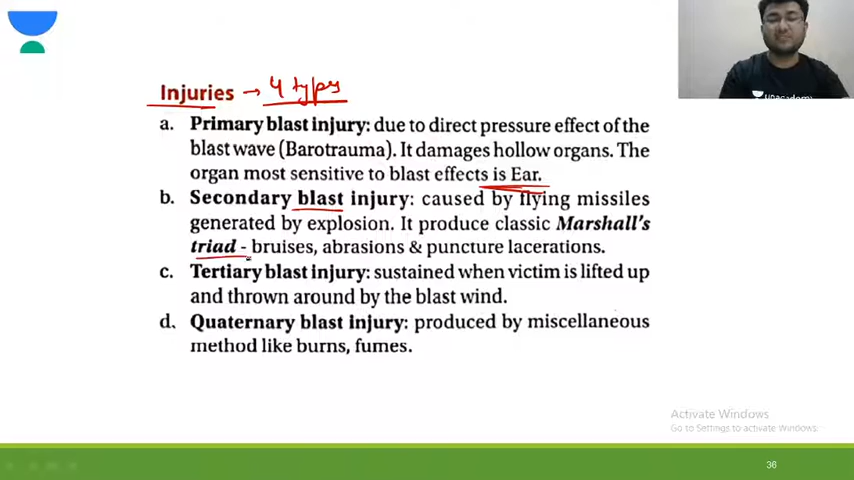 Injuries → 4 types
a. Primary blast injury: due to direct pressure effect of the
blast wave (Barotrauma). It damages hollow organs. The
organ most sensitive to blast effects is Ear.
b. Secondary blast injury: caused by flying missiles
generated by explosion. It produce classic Marshall's
triad - bruises, abrasions & puncture lacerations.
c. Tertiary blast injury: sustained when victim is lifted up
and thrown around by the blast wind.
d. Quaternary blast injury: produced by miscellaneous
method like burns, fumes.
unacademy
Activate Windows
Go to Settings to activate Windows.
36